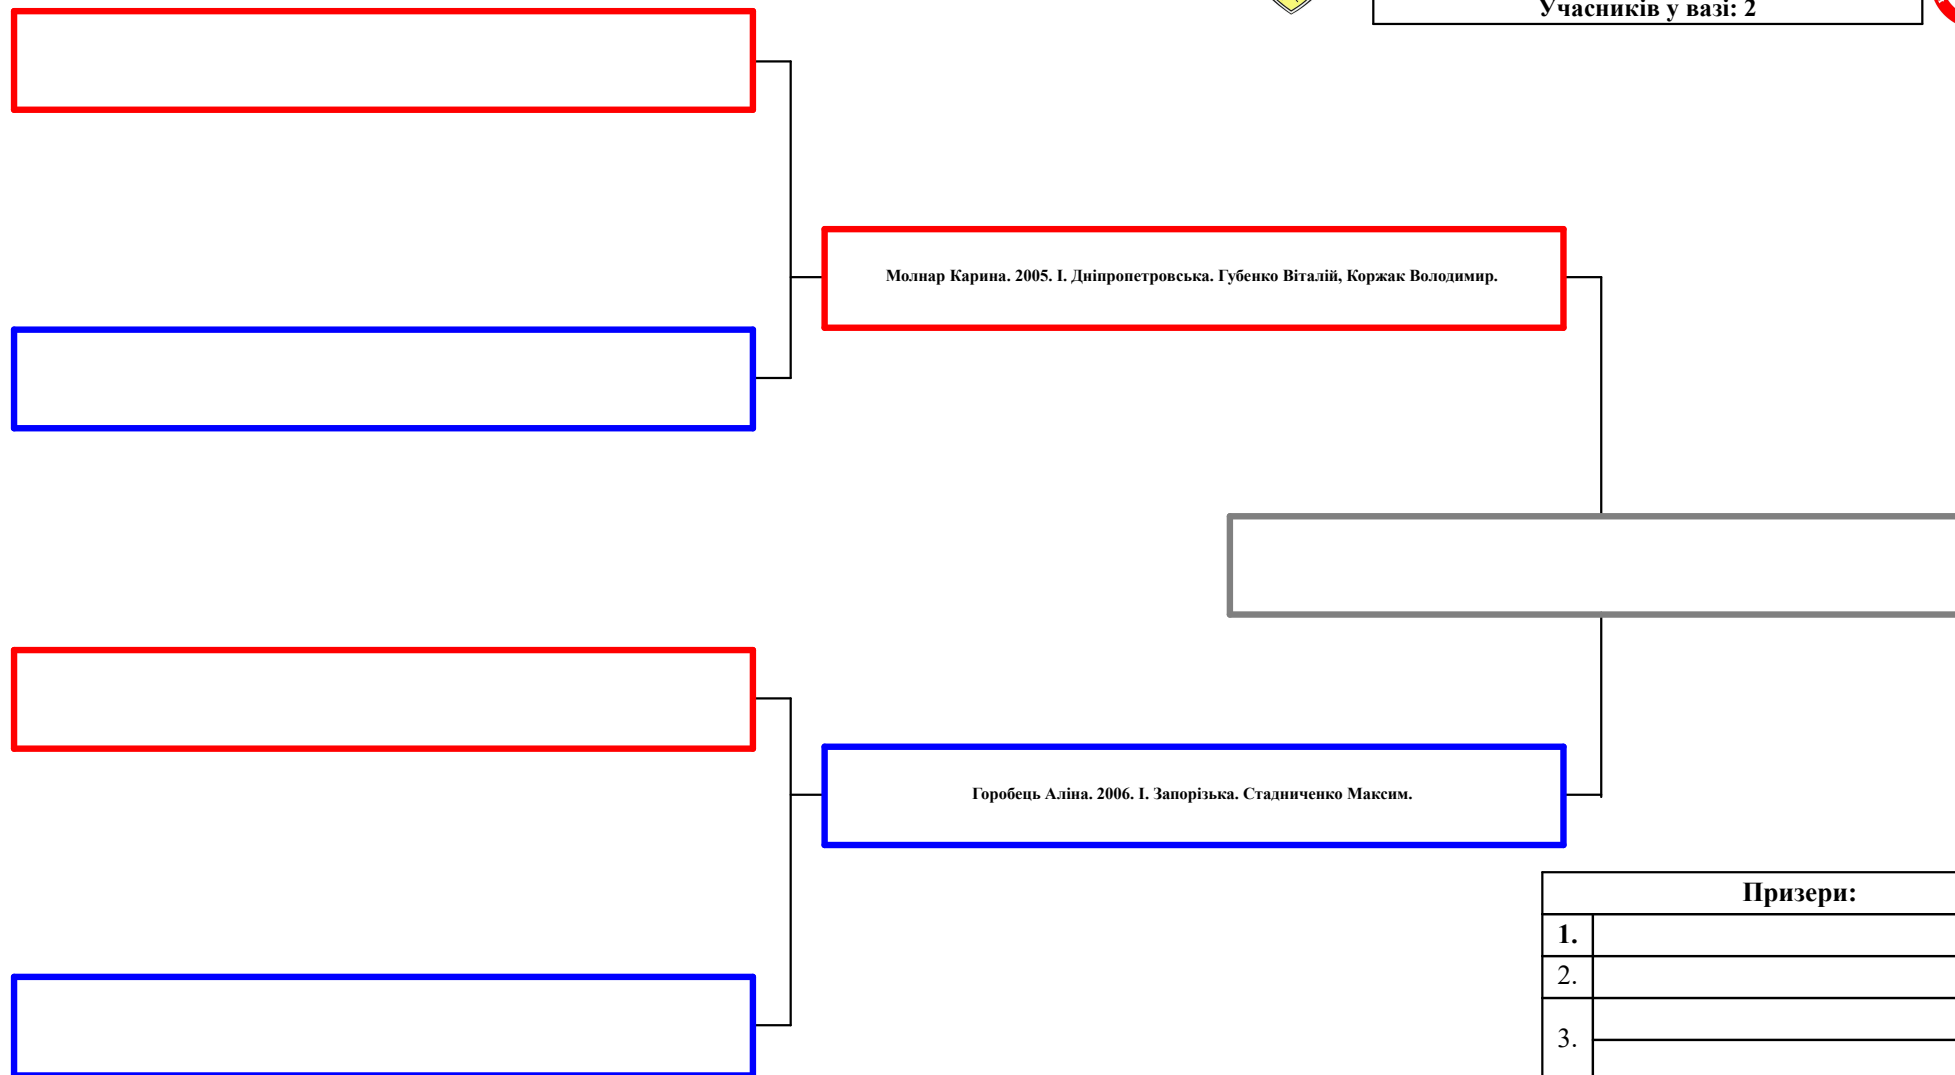 Учасників у вазі: 2
Молнар Карина. 2005. І. Дніпропетровська. Губенко Віталій, Коржак Володимир.
Горобець Аліна. 2006. І. Запорізька. Стадниченко Максим.
Призери:
1.
2.
3.